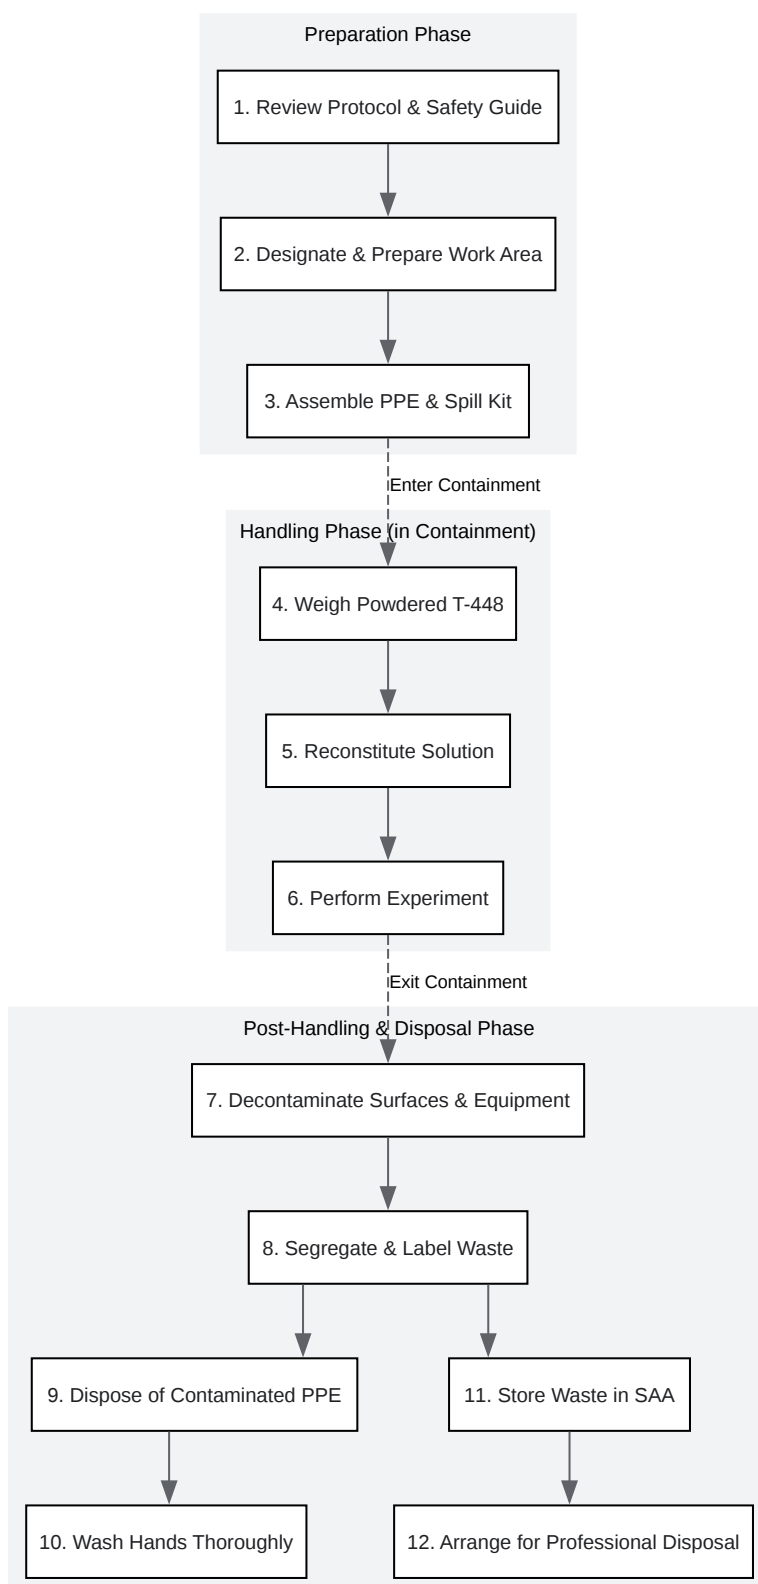 Preparation Phase
1. Review Protocol & Safety Guide
2. Designate & Prepare Work Area
3. Assemble PPE & Spill Kit
Enter Containment
Handling Phase (in Containment)
4. Weigh Powdered T-448
5. Reconstitute Solution
6. Perform Experiment
Exit Containment
Post-Handling & Disposal Phase
7. Decontaminate Surfaces & Equipment
8. Segregate & Label Waste
9. Dispose of Contaminated PPE
11. Store Waste in SAA
10. Wash Hands Thoroughly
12. Arrange for Professional Disposal